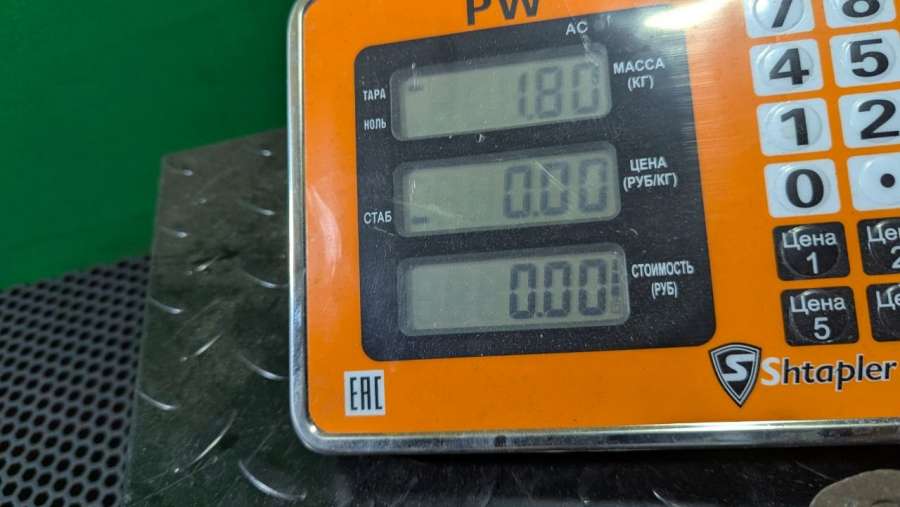 PW
AC
ТАРА
НОЛЬ
1.80
МАССА
(КГ)
СТАБ
0.00
ЦЕНА
(РУБ/КГ)
0.00
СТОИМОСТЬ
(РУБ)
7 8
4 5
1 2
0 .
Цена
1
Цена
5
EAC
S Shtapler